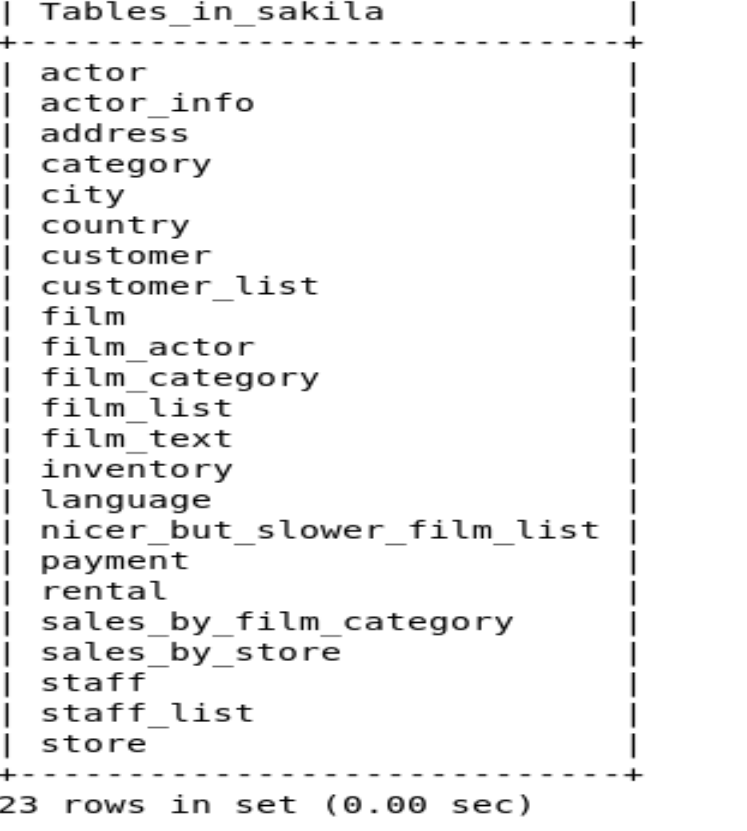 | Tables_in_sakila |
+----------------------------+
| actor |
| actor_info |
| address |
| category |
| city |
| country |
| customer |
| customer_list |
| film |
| film_actor |
| film_category |
| film_list |
| film_text |
| inventory |
| language |
| nicer_but_slower_film_list |
| payment |
| rental |
| sales_by_film_category |
| sales_by_store |
| staff |
| staff_list |
| store |
+----------------------------+
23 rows in set (0.00 sec)